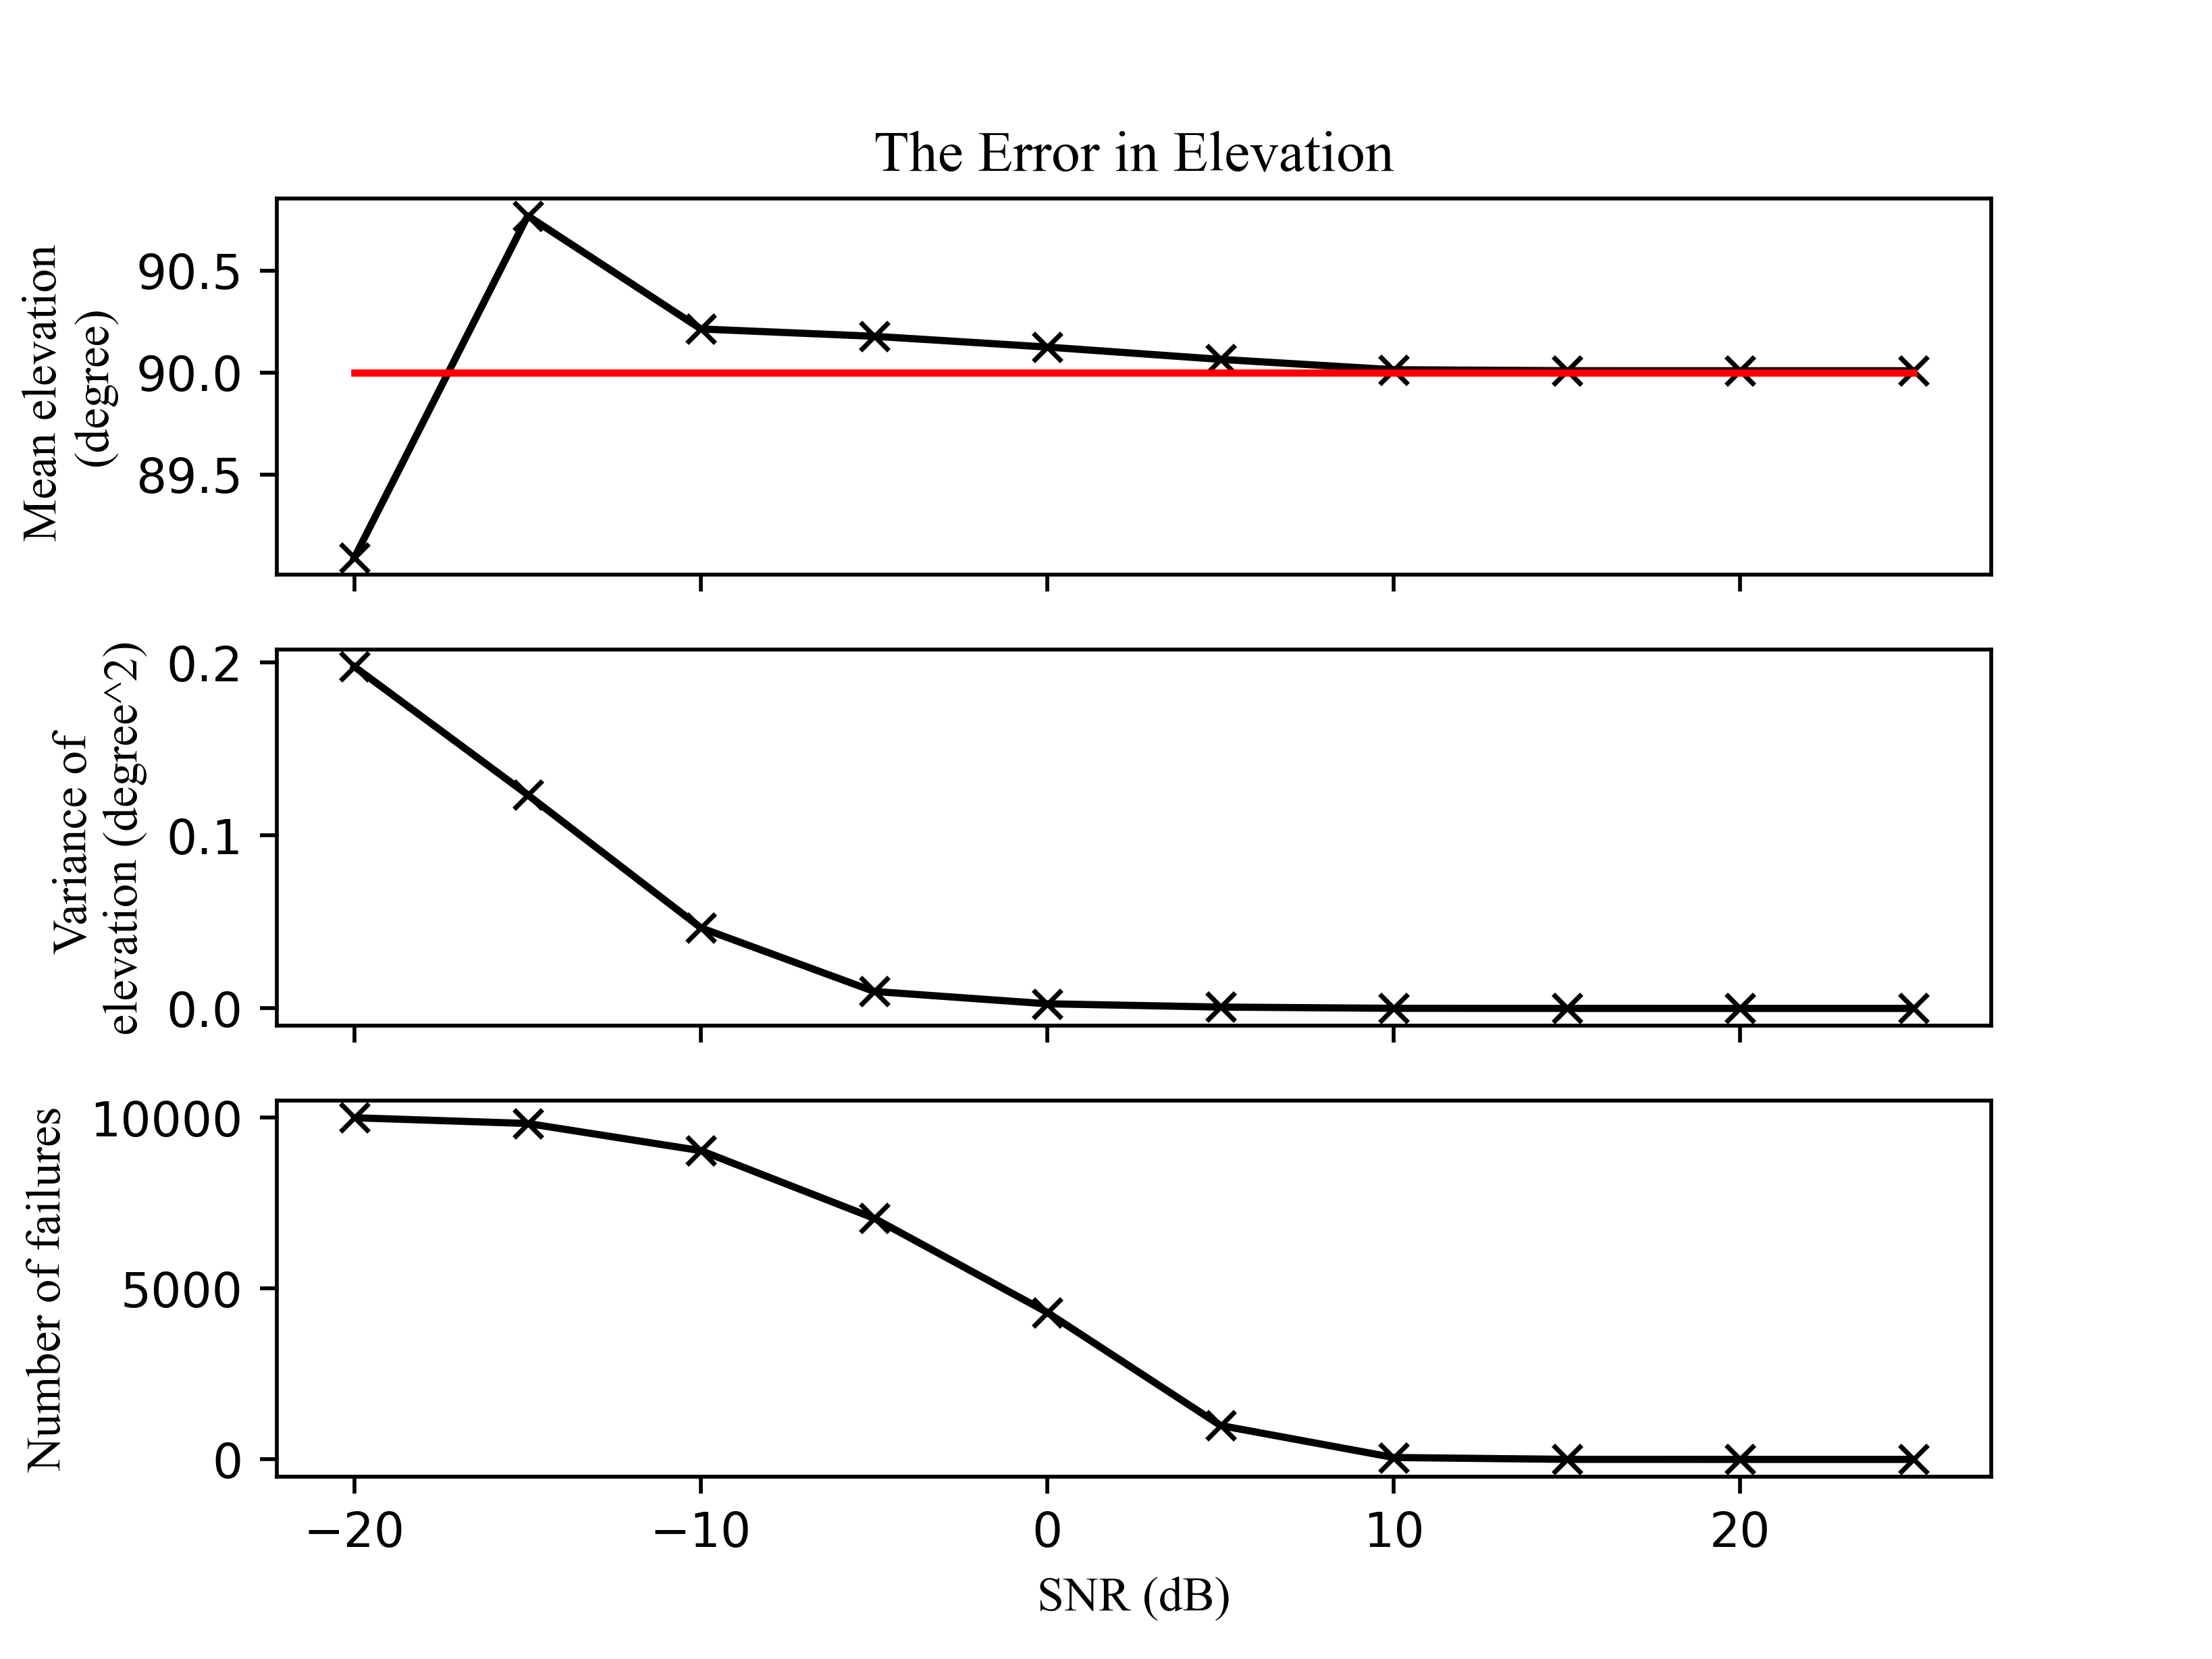 The Error in Elevation
Mean elevation
(degree)
90.5
90.0
89.5
Variance of
elevation (degree^2)
0.2
0.1
0.0
Number of failures
10000
5000
0
−20
−10
0
10
20
SNR (dB)